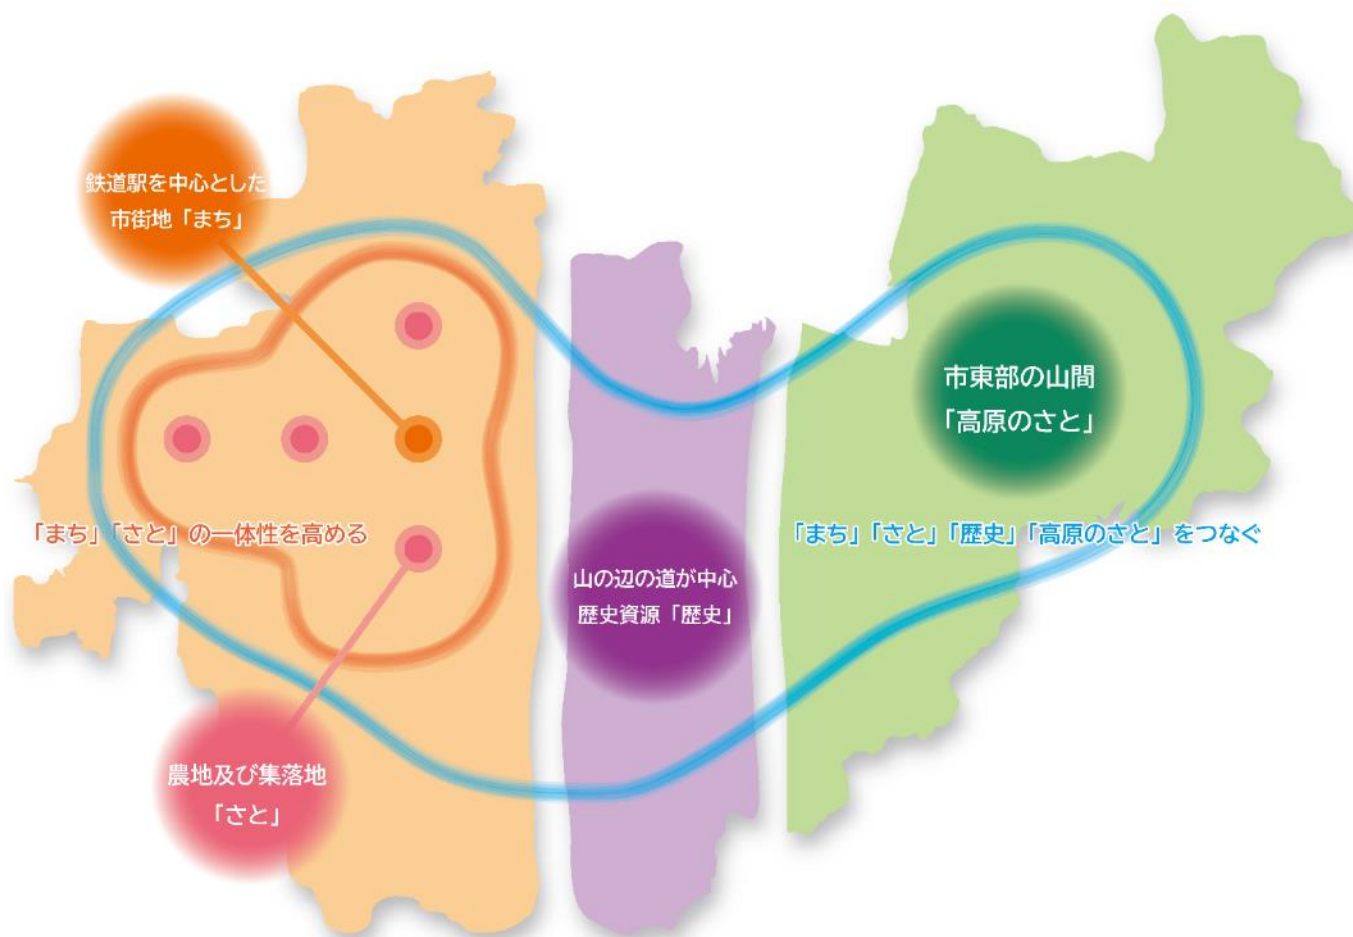 鉄道駅を中心とした
市街地「まち」
市東部の山間
「高原のさと」
「まち」「さと」の一体性を高める
「まち」「さと」「歴史」「高原のさと」をつなぐ
山の辺の道が中心
歴史資源「歴史」
農地及び集落地
「さと」